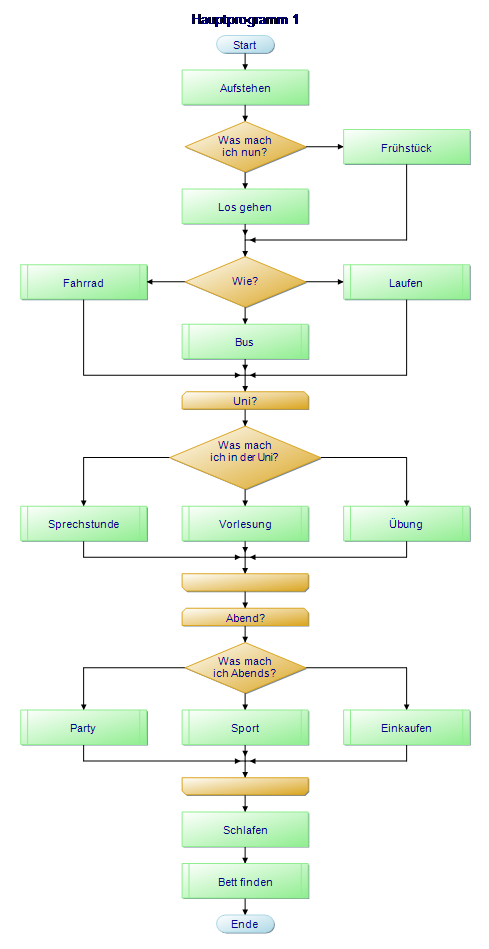 Hauptprogramm 1
Start
Aufstehen
Was mach
ich nun?
Frühstück
Los gehen
Fahrrad
Wie?
Laufen
Bus
Uni?
Was mach
ich in der Uni?
Sprechstunde
Vorlesung
Übung
Abend?
Was mach
ich Abends?
Party
Sport
Einkaufen
Schlafen
Bett finden
Ende